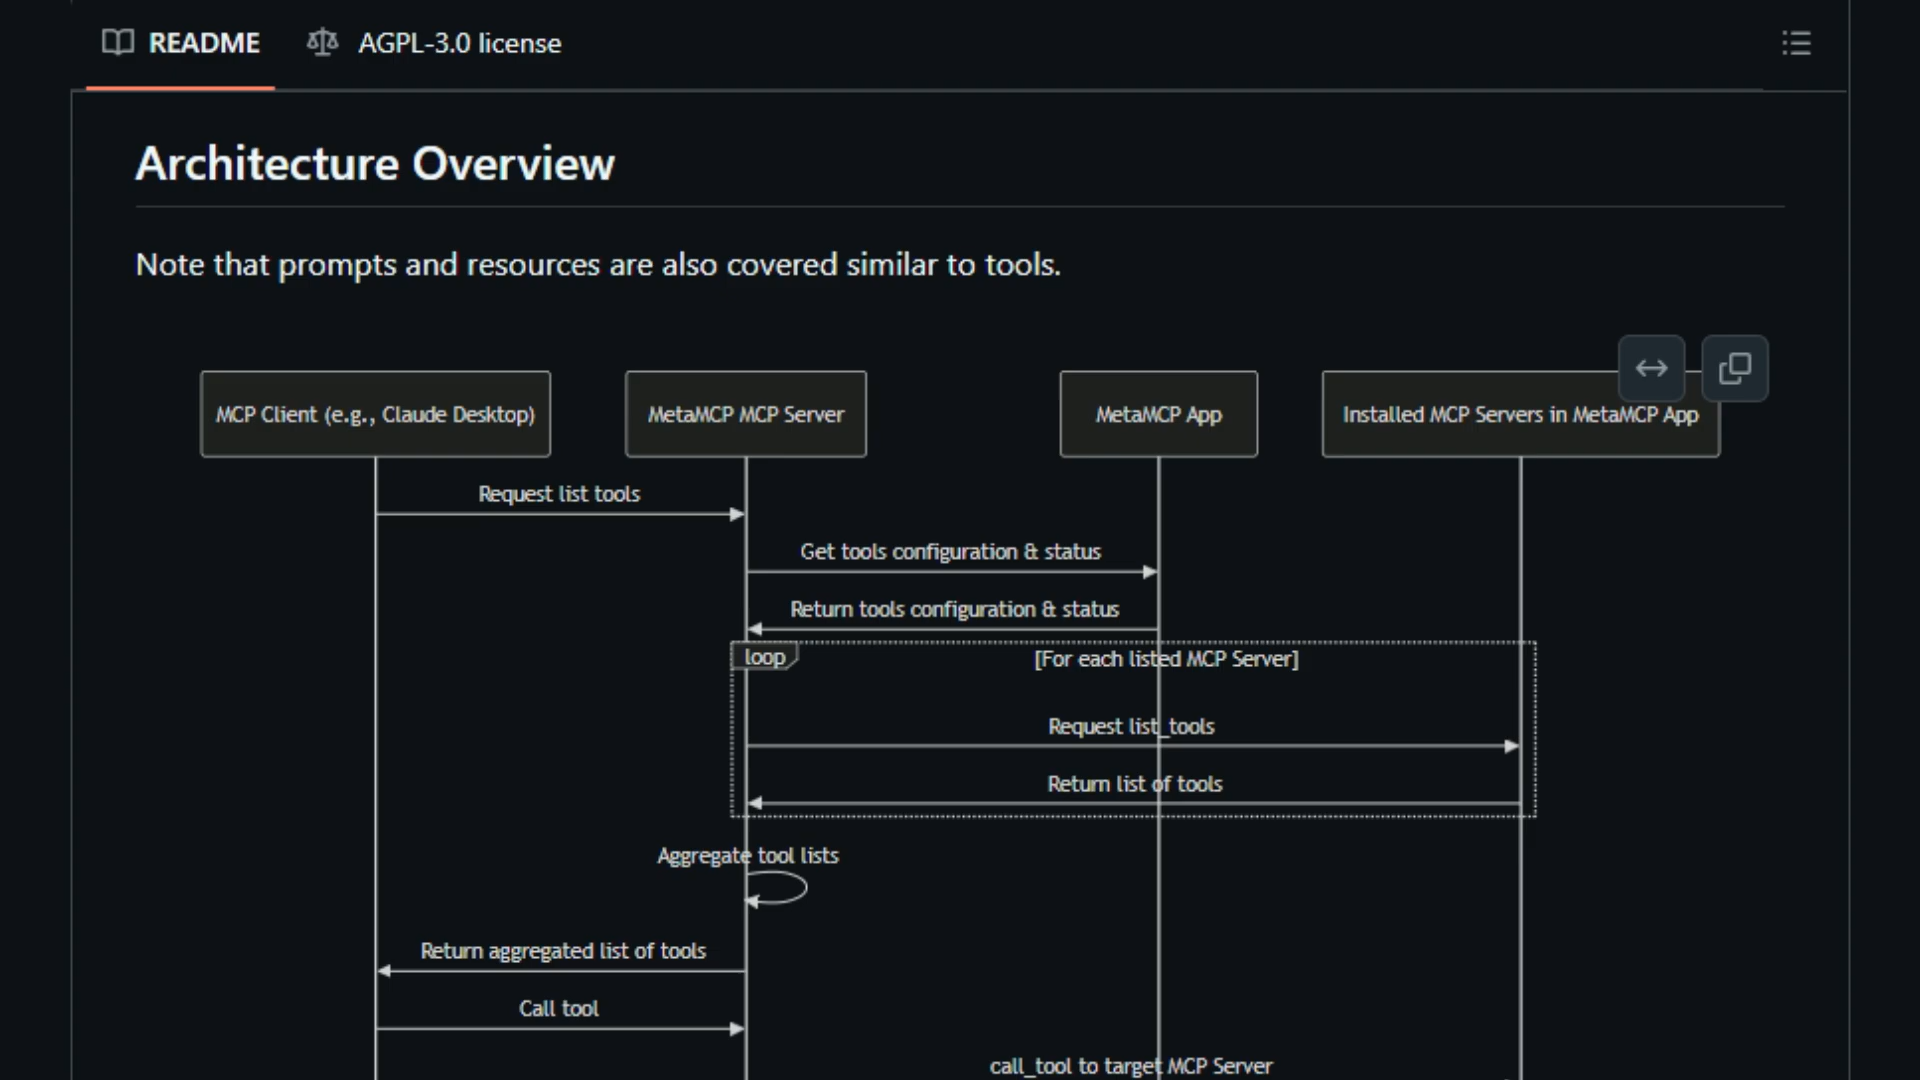 README
AGPL-3.0 license
Architecture Overview
Note that prompts and resources are also covered similar to tools.
MCP Client (e.g., Claude Desktop)
MetaMCP MCP Server
MetaMCP App
Installed MCP Servers in MetaMCP App
Request list tools
Get tools configuration & status
Return tools configuration & status
loop
[For each listed MCP Server]
Request list_tools
Return list of tools
Aggregate tool lists
Return aggregated list of tools
Call tool
call_tool to target MCP Server